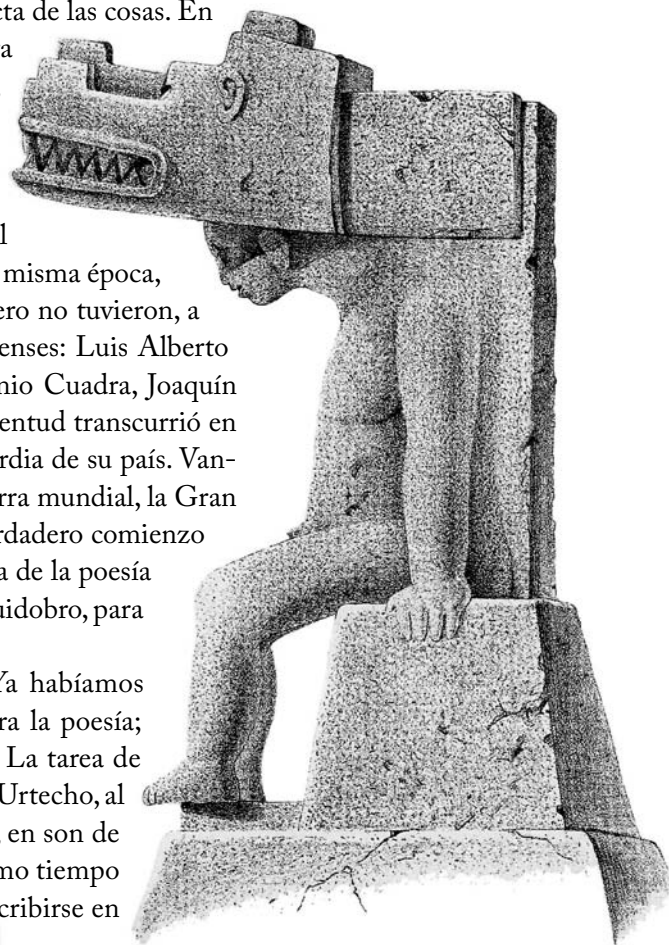 cta de las cosas. En
ra
l
misma época,
ero no tuvieron, a
enses: Luis Alberto
nio Cuadra, Joaquín
ventud transcurrió en
rdia de su país. Van-
rra mundial, la Gran
rdadero comienzo
a de la poesía
uidobro, para
Ya habíamos
ra la poesía;
La tarea de
Urtecho, al
en son de
mo tiempo
cribirse en